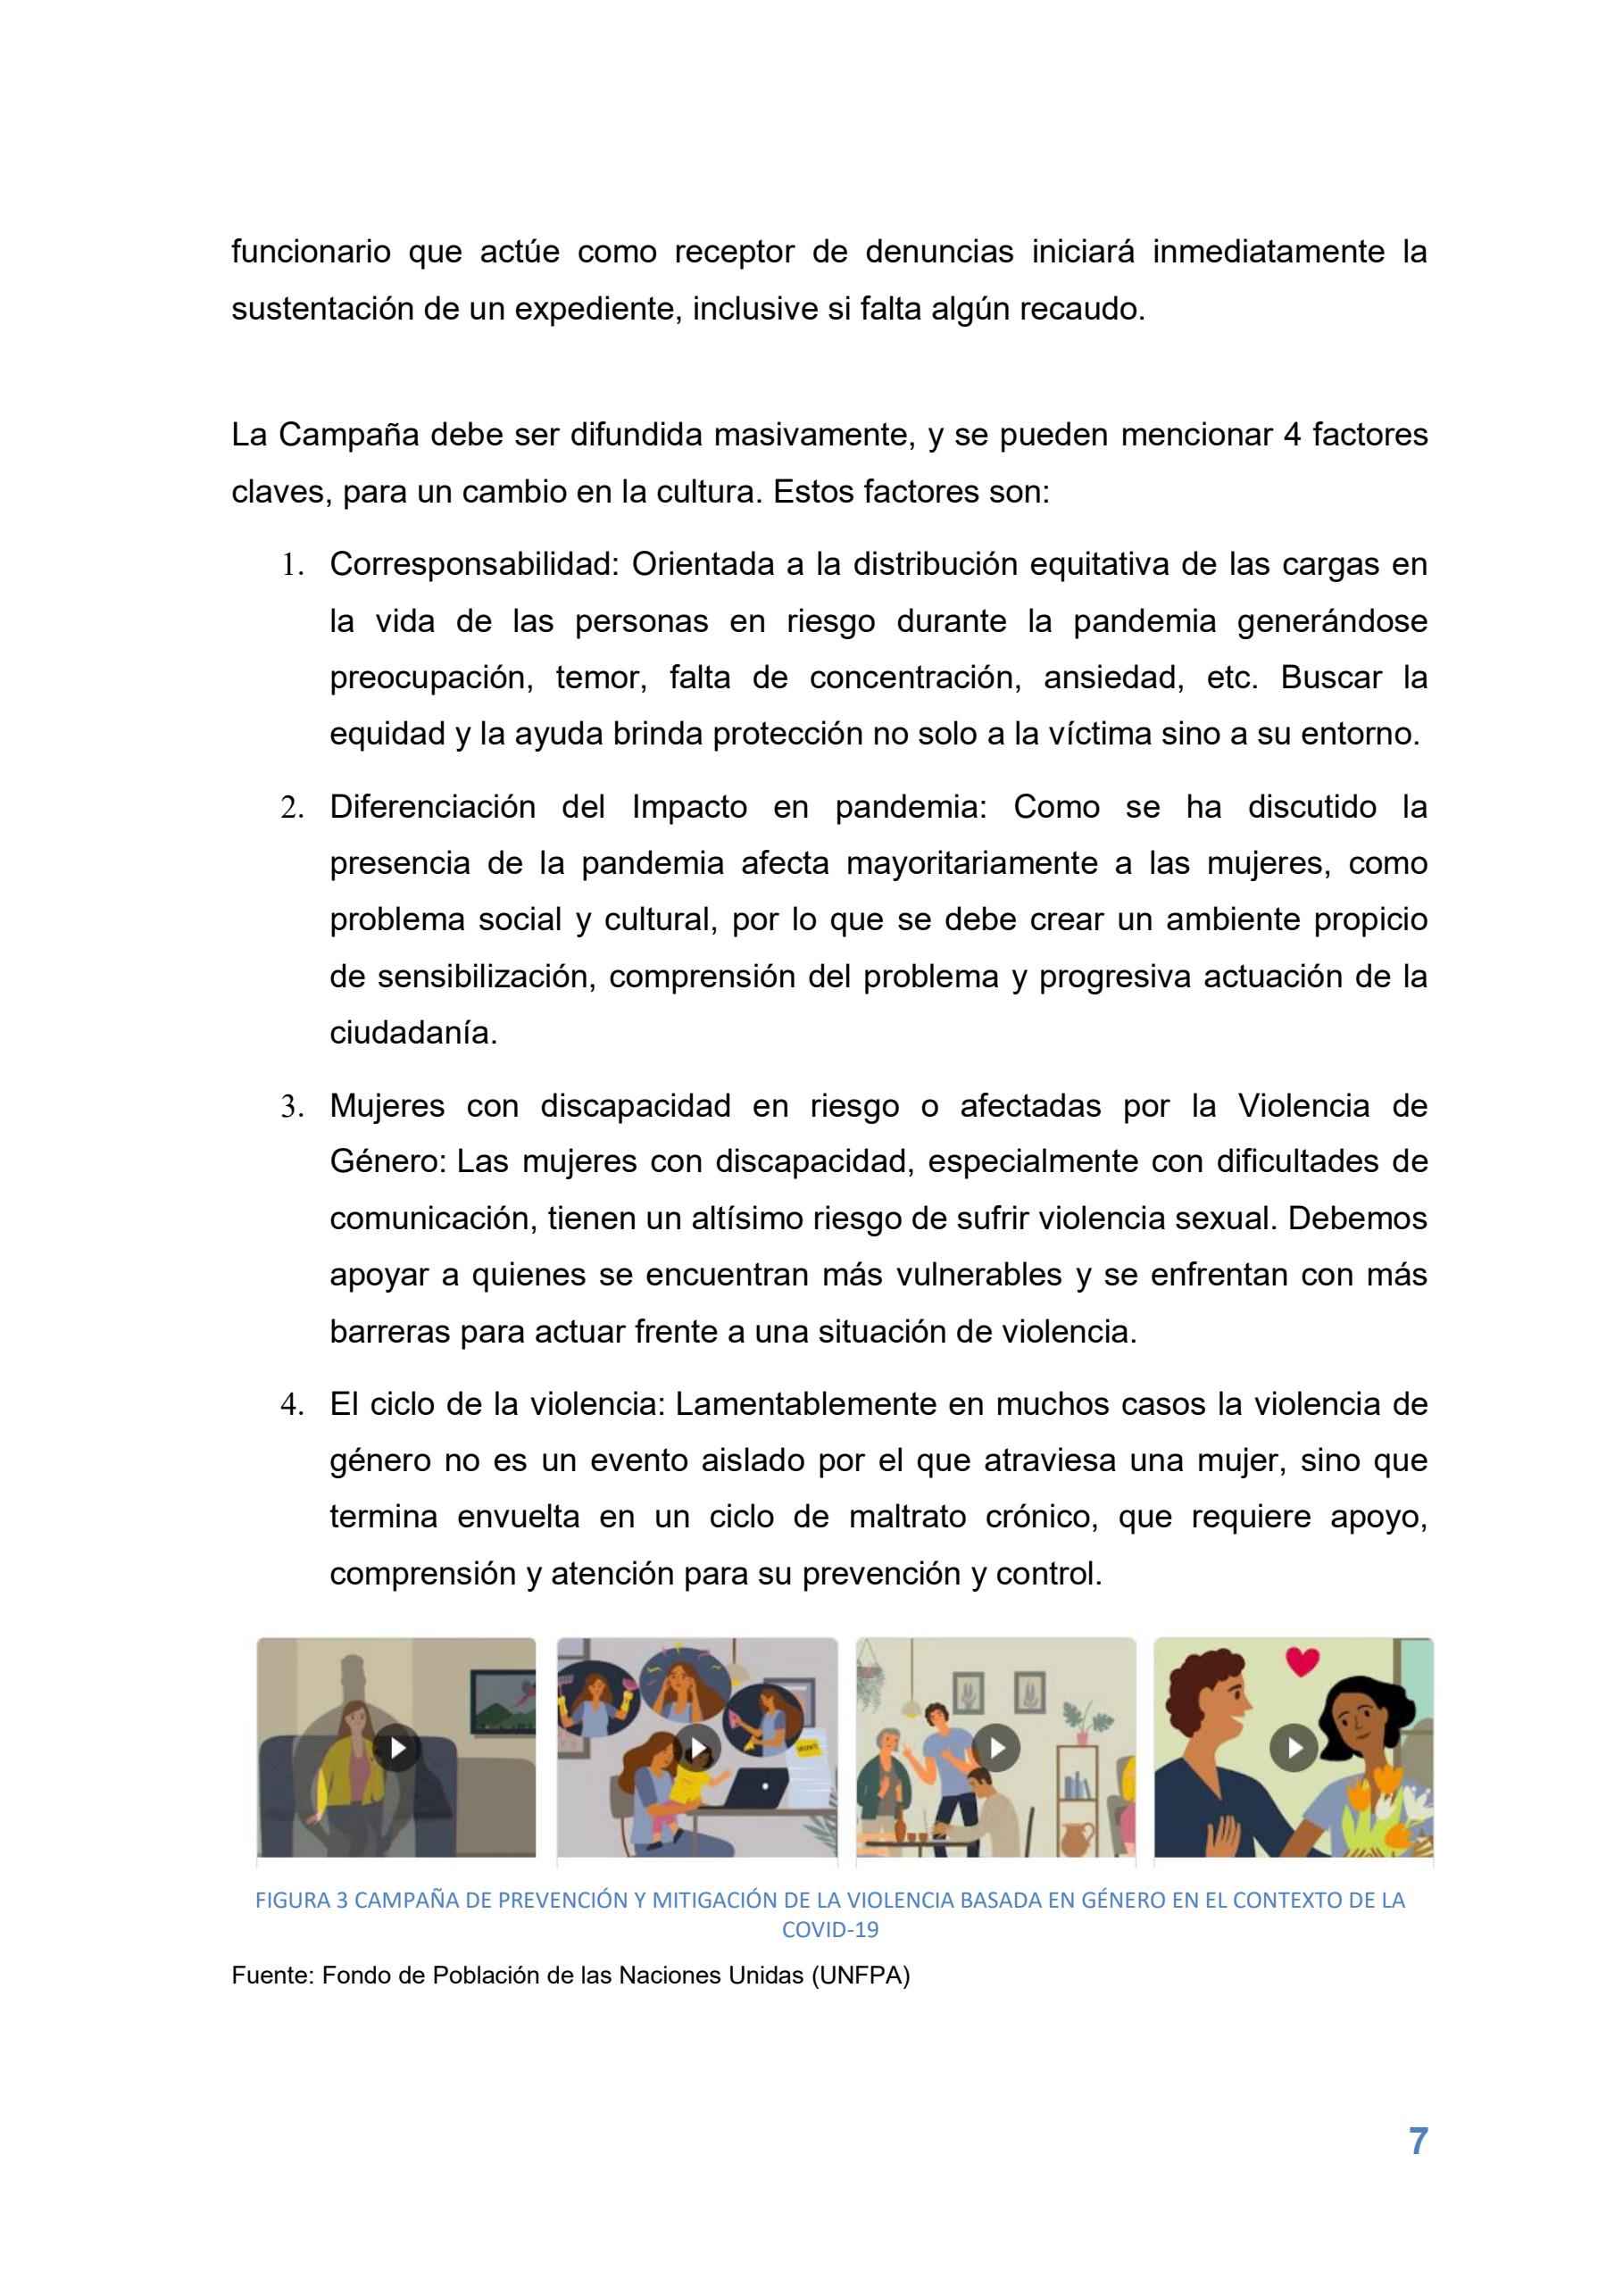 funcionario que actúe como receptor de denuncias iniciará inmediatamente la
sustentación de un expediente, inclusive si falta algún recaudo.
La Campaña debe ser difundida masivamente, y se pueden mencionar 4 factores
claves, para un cambio en la cultura. Estos factores son:
1. Corresponsabilidad: Orientada a la distribución equitativa de las cargas en
la vida de las personas en riesgo durante la pandemia generándose
preocupación, temor, falta de concentración, ansiedad, etc. Buscar la
equidad y la ayuda brinda protección no solo a la víctima sino a su entorno.
2. Diferenciación del Impacto en pandemia: Como se ha discutido la
presencia de la pandemia afecta mayoritariamente a las mujeres, como
problema social y cultural, por lo que se debe crear un ambiente propicio
de sensibilización, comprensión del problema y progresiva actuación de la
ciudadanía.
3. Mujeres con discapacidad en riesgo o afectadas por la Violencia de
Género: Las mujeres con discapacidad, especialmente con dificultades de
comunicación, tienen un altísimo riesgo de sufrir violencia sexual. Debemos
apoyar a quienes se encuentran más vulnerables y se enfrentan con más
barreras para actuar frente a una situación de violencia.
4. El ciclo de la violencia: Lamentablemente en muchos casos la violencia de
género no es un evento aislado por el que atraviesa una mujer, sino que
termina envuelta en un ciclo de maltrato crónico, que requiere apoyo,
comprensión y atención para su prevención y control.
FIGURA 3 CAMPAÑA DE PREVENCIÓN Y MITIGACIÓN DE LA VIOLENCIA BASADA EN GÉNERO EN EL CONTEXTO DE LA
COVID-19
Fuente: Fondo de Población de las Naciones Unidas (UNFPA)
7